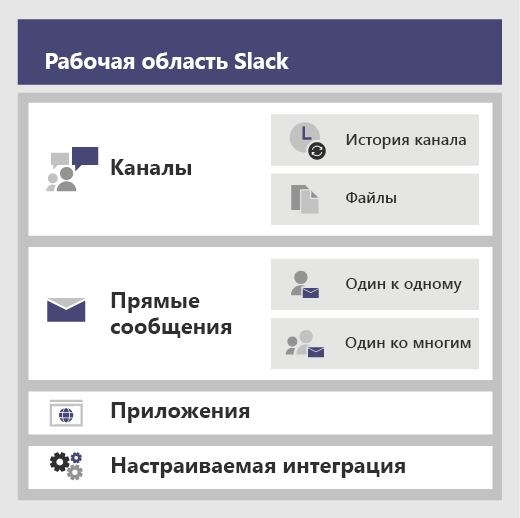 Рабочая область Slack
Каналы
История канала
Файлы
Прямые
сообщения
Один к одному
Один ко многим
Приложения
Настраиваемая интеграция